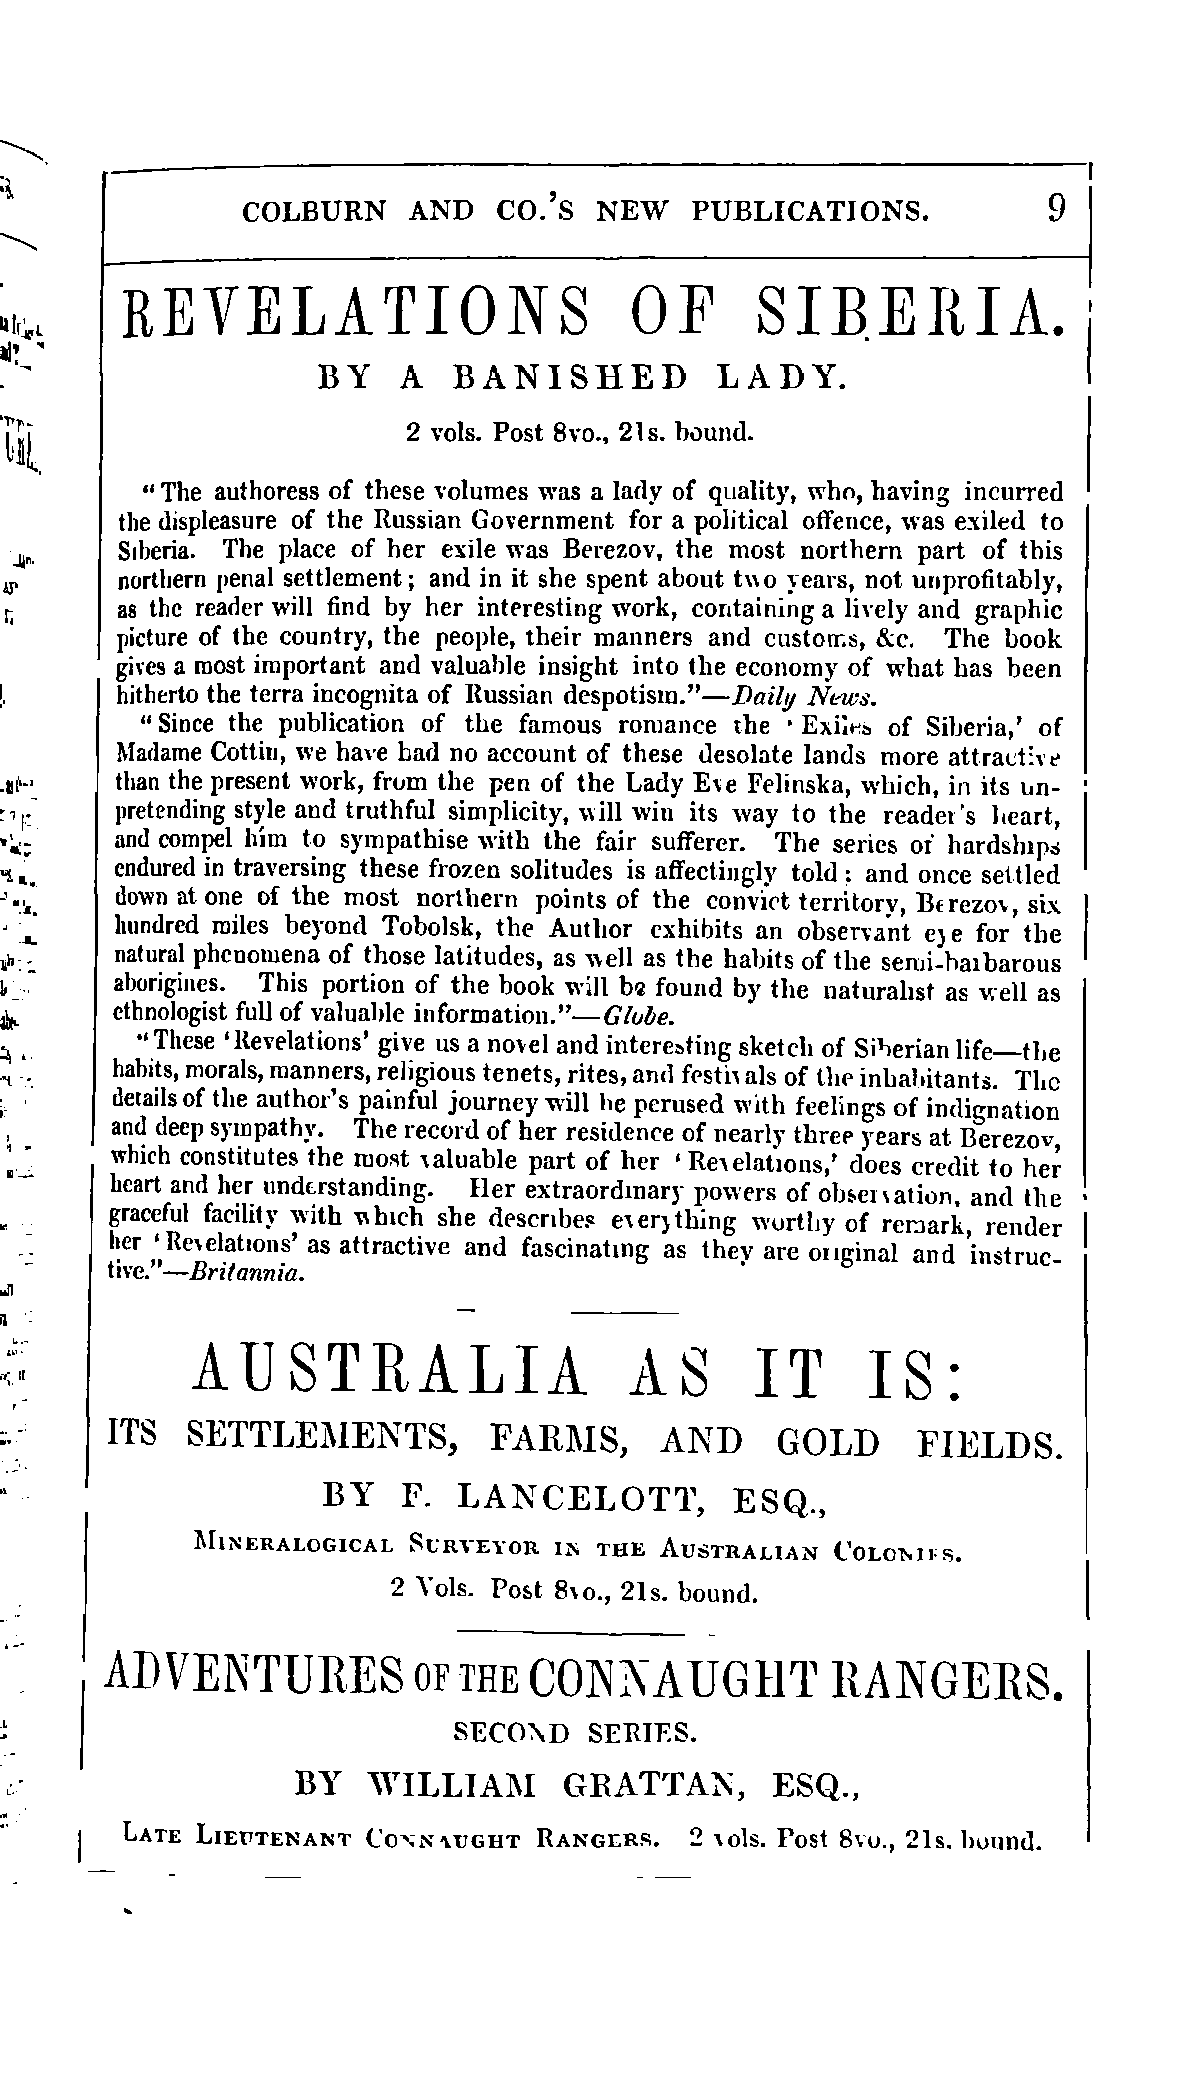 COLBURN AND CO.'S NEW PUBLICATIONS. 9
REVELATIONS OF SIBERIA.
BY A BANISHED LADY.
2 vols. Post 8vo., 21s. bound.
"The authoress of these volumes was a lady of quality, who, having incurred
the displeasure of the Russian Government for a political offence, was exiled to
Siberia. The place of her exile was Berezov, the most northern part of this
northern penal settlement; and in it she spent about two years, not unprofitably,
as the reader will find by her interesting work, containing a lively and graphic
picture of the country, the people, their manners and customs, &c. The book
gives a most important and valuable insight into the economy of what has been
hitherto the terra incognita of Russian despotism."—Daily News.
"Since the publication of the famous romance the 'Exiles of Siberia,' of
Madame Cottin, we have had no account of these desolate lands more attractive
than the present work, from the pen of the Lady Eve Felinska, which, in its un-
pretending style and truthful simplicity, will win its way to the reader's heart,
and compel him to sympathise with the fair sufferer. The series of hardships
endured in traversing these frozen solitudes is affectingly told: and once settled
down at one of the most northern points of the convict territory, Berezov, six
hundred miles beyond Tobolsk, the Author exhibits an observant eye for the
natural phenomena of those latitudes, as well as the habits of the semi-barbarous
aborigines. This portion of the book will be found by the naturalist as well as
ethnologist full of valuable information."—Globe.
"These 'Revelations' give us a novel and interesting sketch of Siberian life—the
habits, morals, manners, religious tenets, rites, and festivals of the inhabitants. The
details of the author's painful journey will be perused with feelings of indignation
and deep sympathy. The record of her residence of nearly three years at Berezov,
which constitutes the most valuable part of her 'Revelations,' does credit to her
heart and her understanding. Her extraordinary powers of observation, and the
graceful facility with which she describes everything worthy of remark, render
her 'Revelations' as attractive and fascinating as they are original and instruc-
tive."—Britannia.
AUSTRALIA AS IT IS:
ITS SETTLEMENTS, FARMS, AND GOLD FIELDS.
BY F. LANCELOTT, ESQ.,
MINERALOGICAL SURVEYOR IN THE AUSTRALIAN COLONIES.
2 Vols. Post 8vo., 21s. bound.
ADVENTURES OF THE CONNAUGHT RANGERS.
SECOND SERIES.
BY WILLIAM GRATTAN, ESQ.,
LATE LIEUTENANT CONNAUGHT RANGERS. 2 vols. Post 8vo., 21s. bound.